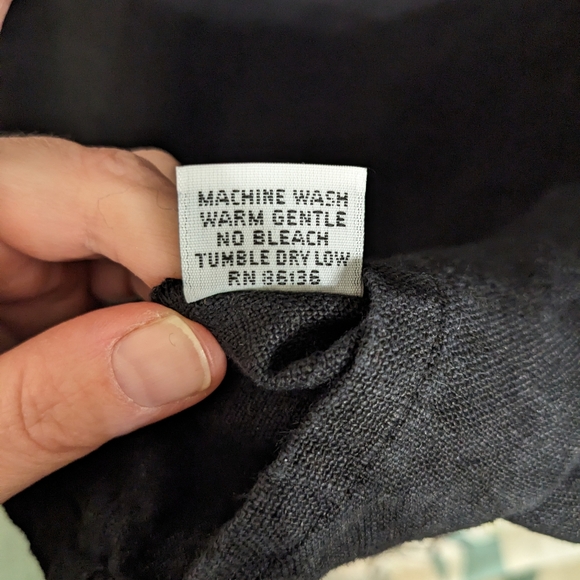 MACHINE WASH
WARM GENTLE
NO BLEACH
TUMBLE DRY LOW
RN 36136